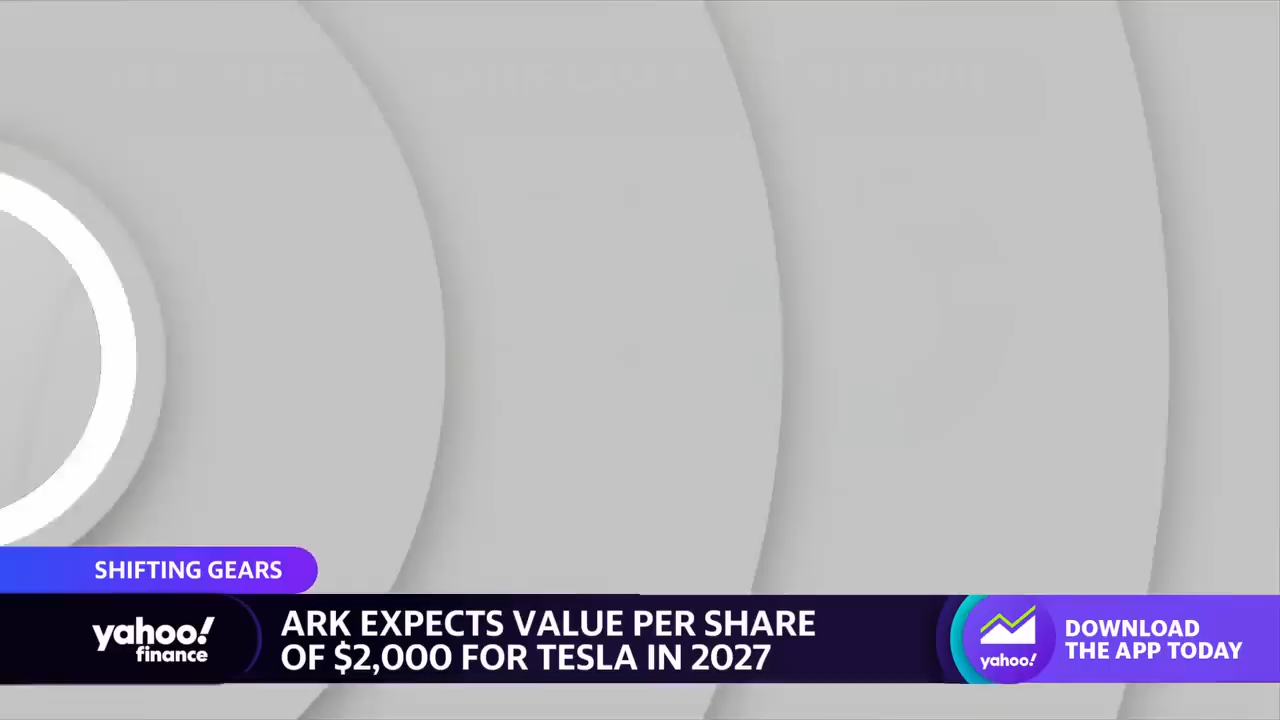 SHIFTING GEARS
yahoo!
finance
ARK EXPECTS VALUE PER SHARE
OF $2,000 FOR TESLA IN 2027
yahoo!
DOWNLOAD
THE APP TODAY